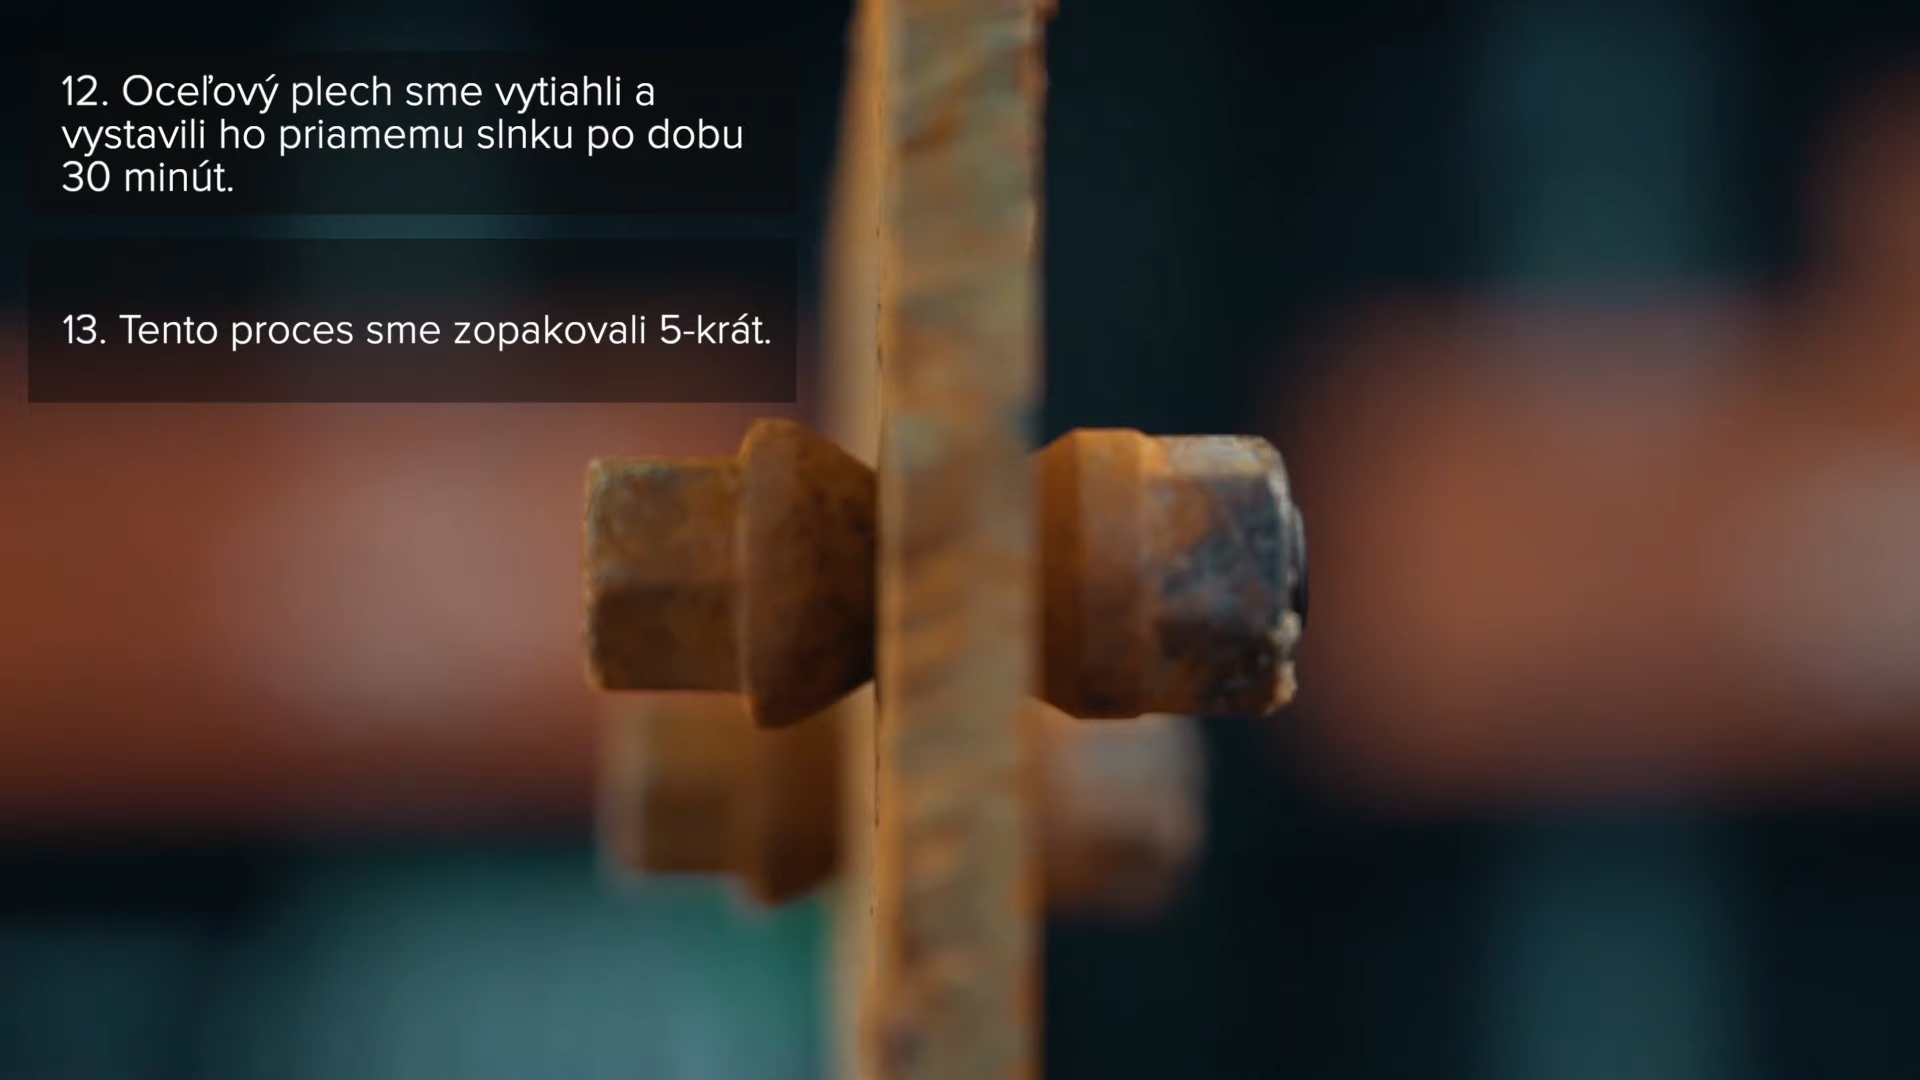 12. Oceľový plech sme vytiahli a
vystavili ho priamemu slnku po dobu
30 minút.
13. Tento proces sme zopakovali 5-krát.